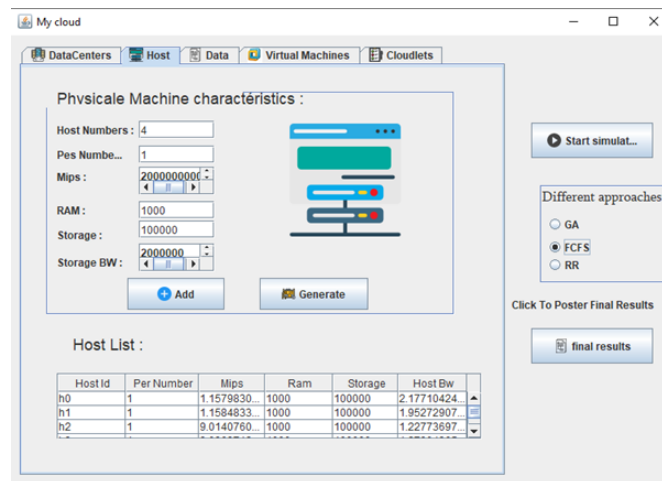 My cloud
DataCenters Host Data Virtual Machines Cloudlets
Physicale Machine charactéristics :
Host Numbers : 4
Pes Numbe... 1
Mips : 2000000000
RAM : 1000
Storage : 100000
Storage BW : 2000000
Add Generate
Start simulat...
Different approaches
GA
FCFS
RR
Click To Poster Final Results
final results
Host List :
Host Id Per Number Mips Ram Storage Host Bw
h0 1 1.1579830... 1000 100000 2.17710424...
h1 1 1.1584833... 1000 100000 1.95272907...
h2 1 9.0140760... 1000 100000 1.22773697...